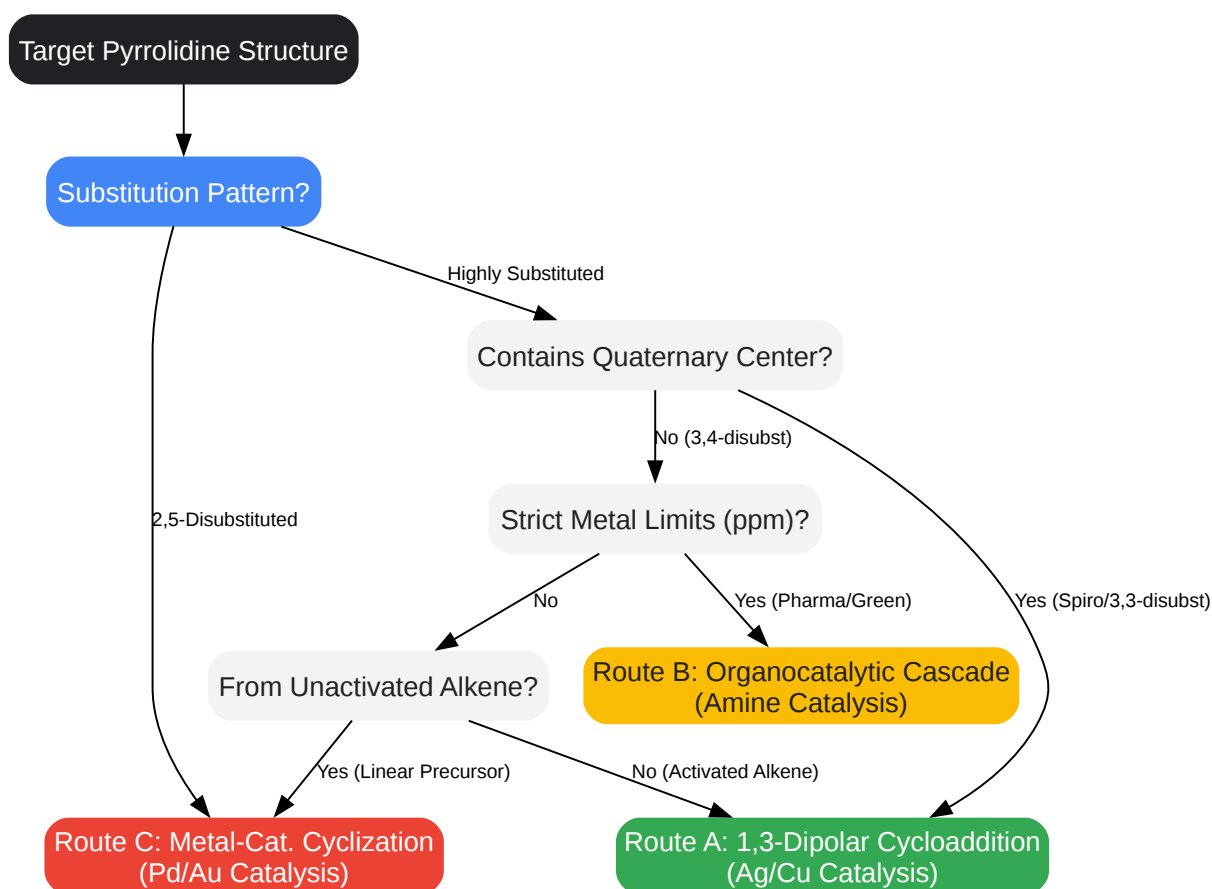 Target Pyrrolidine Structure
Substitution Pattern?
Highly Substituted
Contains Quaternary Center?
No (3,4-disubst)
2,5-Disubstituted
Strict Metal Limits (ppm)?
No
Yes (Pharma/Green)
Yes (Spiro/3,3-disubst)
From Unactivated Alkene?
Route B: Organocatalytic Cascade
(Amine Catalysis)
Yes (Linear Precursor)
No (Activated Alkene)
Route C: Metal-Cat. Cyclization
(Pd/Au Catalysis)
Route A: 1,3-Dipolar Cycloaddition
(Ag/Cu Catalysis)